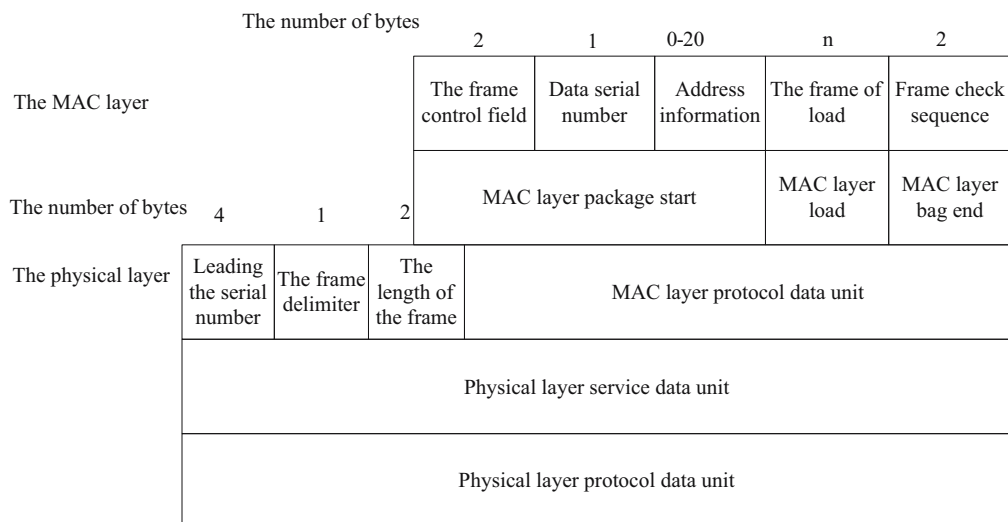 The number of bytes
2 1 0-20 n 2
The MAC layer
The frame
control field
Data serial
number
Address
information
The frame of
load
Frame check
sequence
MAC layer package start
MAC layer
load
MAC layer
bag end
The number of bytes
4 1 2
The physical layer
Leading
the serial
number
The frame
delimiter
The
length of
the frame
MAC layer protocol data unit
Physical layer service data unit
Physical layer protocol data unit